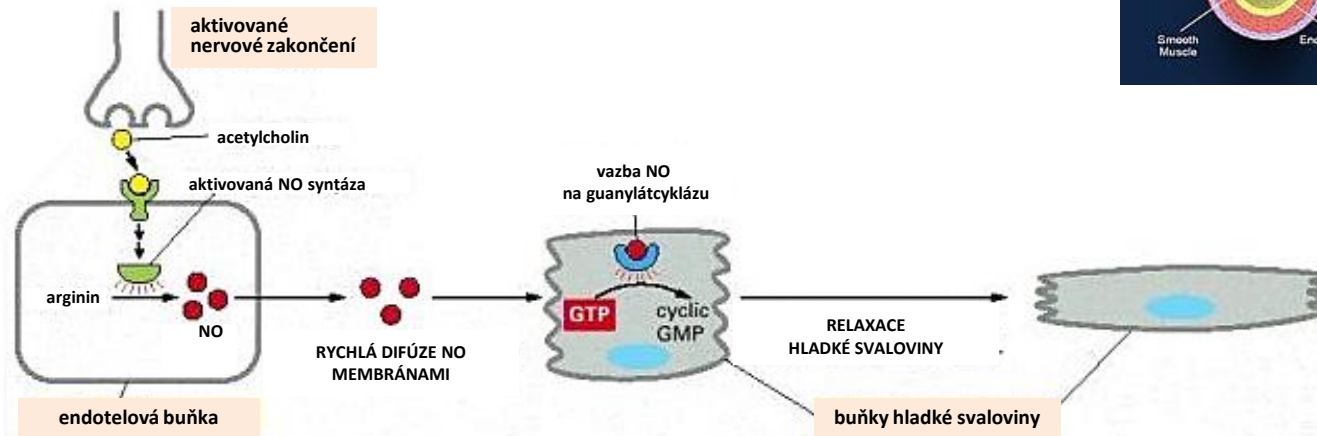 aktivované
nervové zakončení
Smooth
Muscle
acetylcholin
aktivovaná NO syntáza
vazba NO
na guanylátcyklázu
arginin
NO
GTP
cyclic
GMP
RYCHLÁ DIFÚZE NO
MEMBRÁNAMI
RELAXACE
HLADKÉ SVALOVINY
endotelová buňka
buňky hladké svaloviny